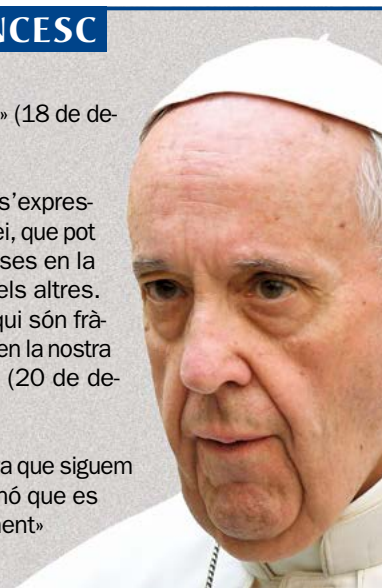 NCESC
» (18 de de-
s’expres-
ei, que pot
ses en la
els altres.
qui són frà-
en la nostra
(20 de de-
a que siguem
nó que es
nent»